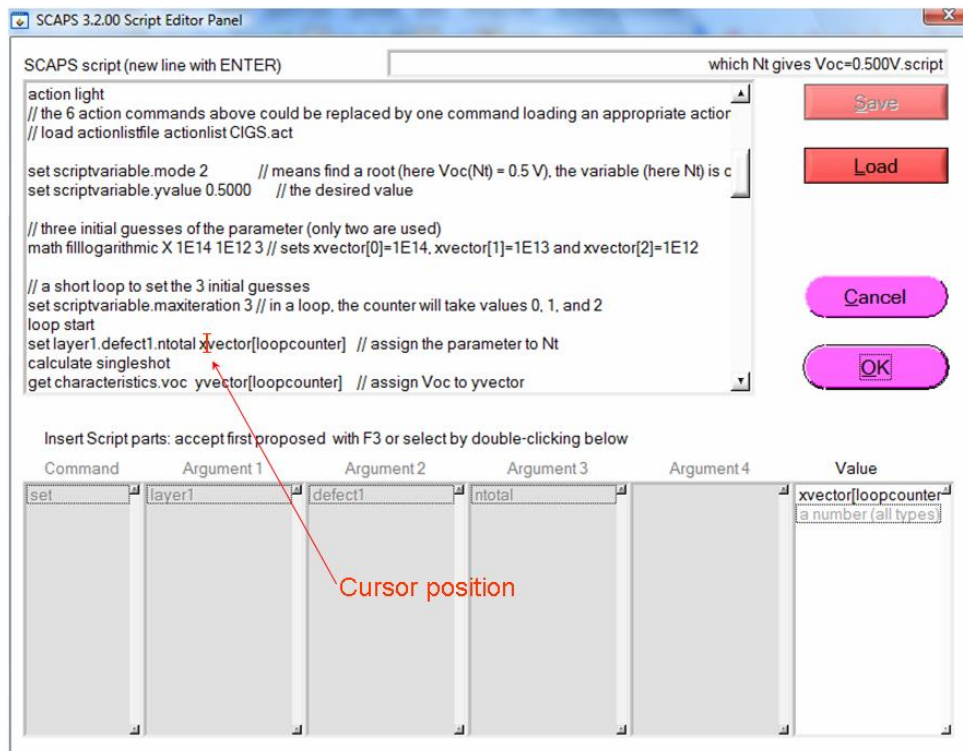 SCAPS 3.2.00 Script Editor Panel
SCAPS script (new line with ENTER)
which Nt gives Voc=0.500V.script
action light
// the 6 action commands above could be replaced by one command loading an appropriate action
// load actionlistfile actionlist CIGS.act
set scriptvariable.mode 2 // means find a root (here Voc(Nt) = 0.5 V), the variable (here Nt) is c
set scriptvariable.yvalue 0.5000 // the desired value
// three initial guesses of the parameter (only two are used)
math filllogarithmic X 1E14 1E12 3 // sets xvector[0]=1E14, xvector[1]=1E13 and xvector[2]=1E12
// a short loop to set the 3 initial guesses
set scriptvariable.maxiteration 3 // in a loop, the counter will take values 0, 1, and 2
loop start
set layer1.defect1.ntotal xvector[loopcounter] // assign the parameter to Nt
calculate singleshot
get characteristics.voc yvector[loopcounter] // assign Voc to yvector
Save
Load
Cancel
OK
Insert Script parts: accept first proposed with F3 or select by double-clicking below
Command Argument 1 Argument 2 Argument 3 Argument 4 Value
set layer1 defect1 ntotal xvector[loopcounter
a number (all types)
Cursor position